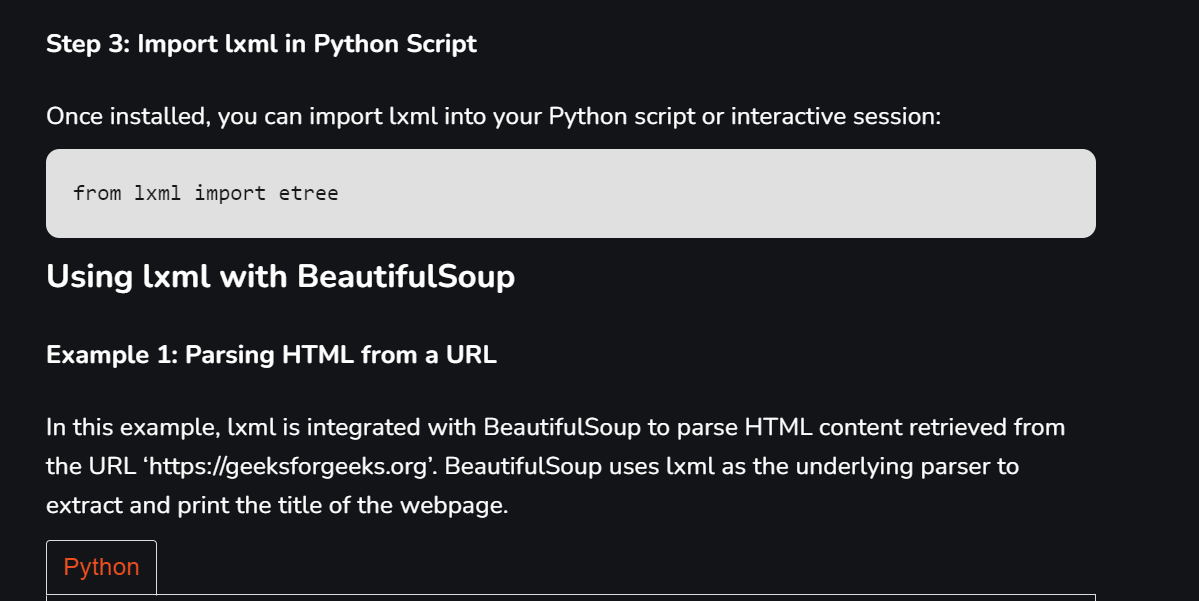 Step 3: Import lxml in Python Script
Once installed, you can import lxml into your Python script or interactive session:
from lxml import etree
Using lxml with BeautifulSoup
Example 1: Parsing HTML from a URL
In this example, lxml is integrated with BeautifulSoup to parse HTML content retrieved from
the URL ‘https://geeksforgeeks.org’. BeautifulSoup uses lxml as the underlying parser to
extract and print the title of the webpage.
Python